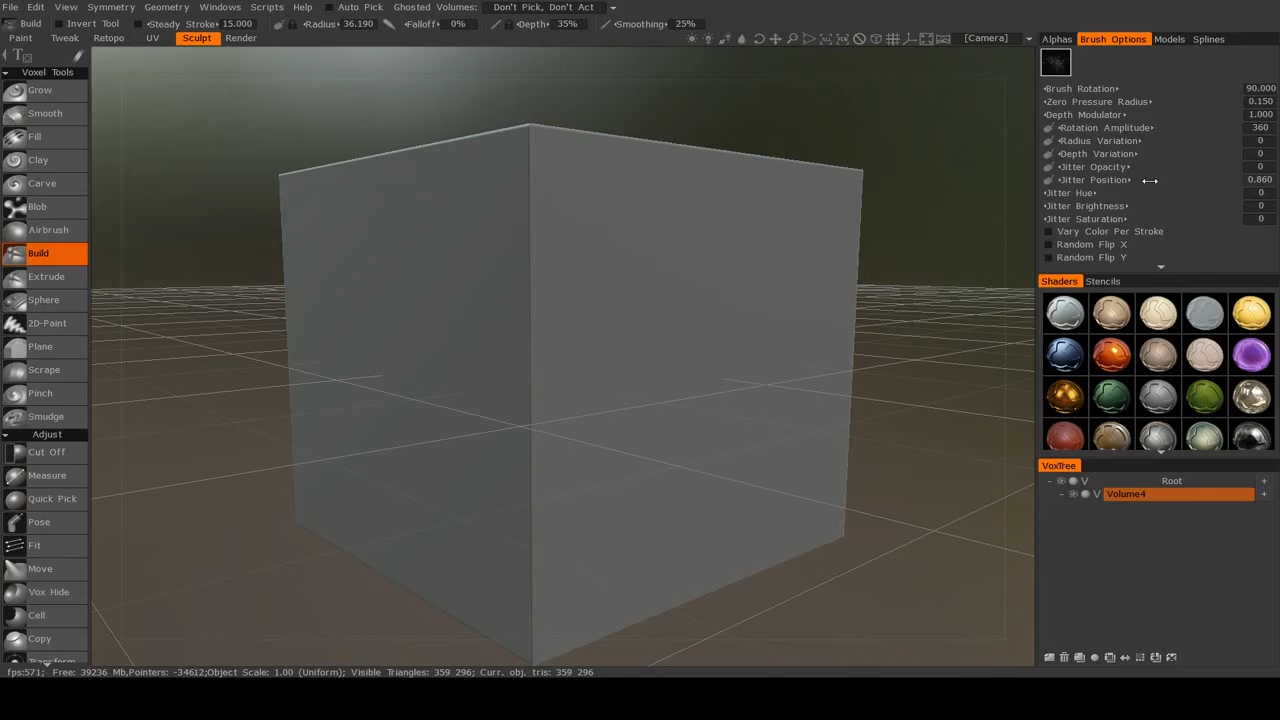 File Edit View Symmetry Geometry Windows Scripts Help Auto Pick Ghosted Volumes: Don't Pick, Don't Act
Build Invert Tool Steady Stroke 15.000 Radius 36.190 Falloff 0% Depth 35% Smoothing 25%
Paint Tweak Retopo UV Sculpt Render [Camera]
Alphas Brush Options Models Splines
Voxel Tools
Grow
Smooth
Fill
Clay
Carve
Blob
Airbrush
Build
Extrude
Sphere
2D-Paint
Plane
Scrape
Pinch
Smudge
Adjust
Cut Off
Measure
Quick Pick
Pose
Fit
Move
Vox Hide
Cell
Copy
Transform
Brush Rotation 90.000
Zero Pressure Radius 0.150
Depth Modulator 1.000
Rotation Amplitude 360
Radius Variation 0
Depth Variation 0
Jitter Opacity 0
Jitter Position 0.860
Jitter Hue 0
Jitter Brightness 0
Jitter Saturation 0
Vary Color Per Stroke
Random Flip X
Random Flip Y
Shaders Stencils
VoxTree
- V Root +
- V Volume4 +
fps:571; Free: 39236 Mb,Pointers: -34612;Object Scale: 1.00 (Uniform); Visible Triangles: 359 296; Curr. obj. tris: 359 296